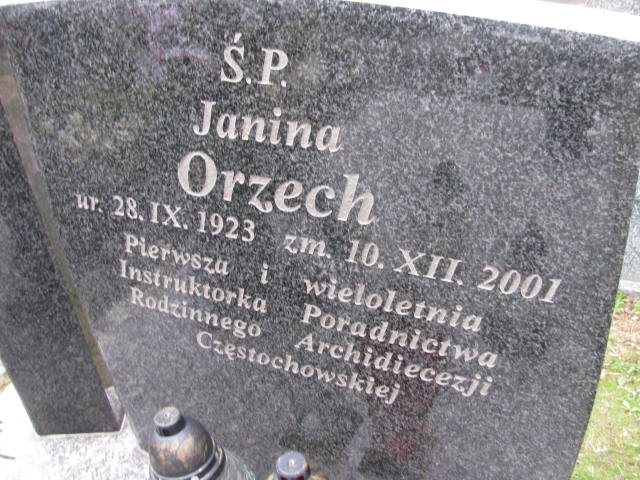 Ś.P.
Janina
Orzech
ur. 28. IX. 1923 zm. 10. XII. 2001
Pierwsza i wieloletnia
Instruktorka Poradnictwa
Rodzinnego Archidiecezji
Częstochowskiej